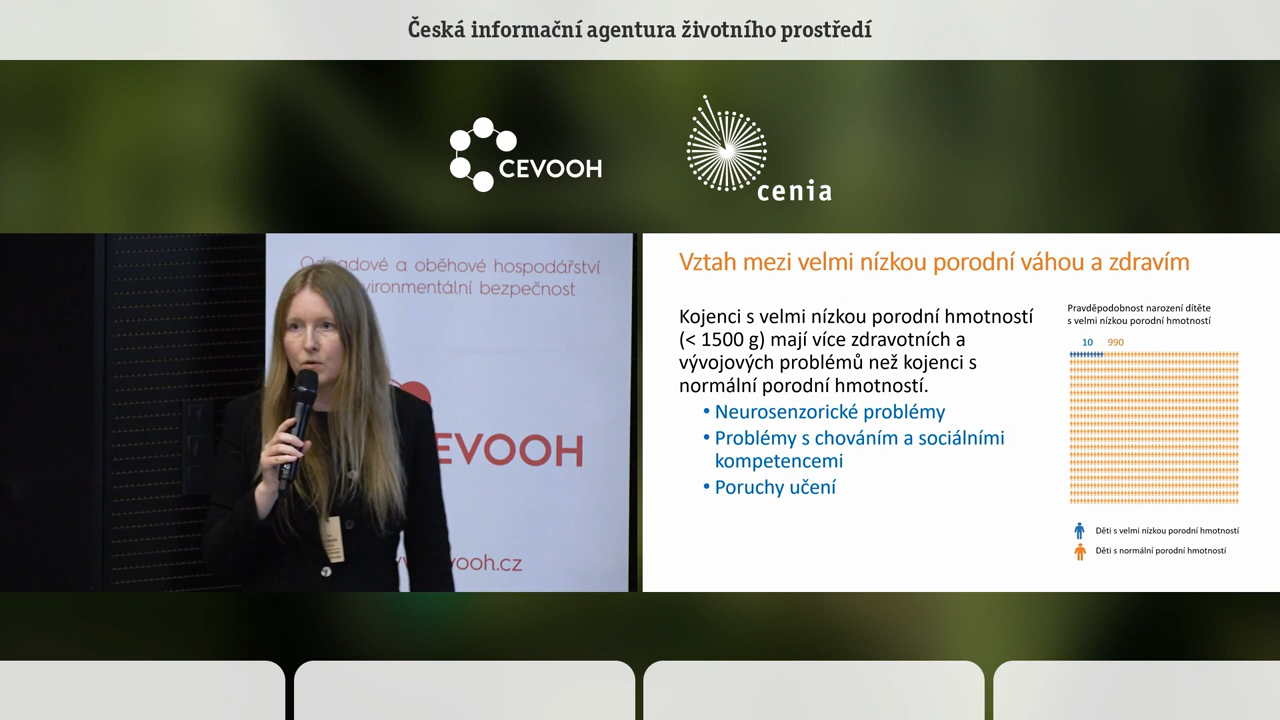 Česká informační agentura životního prostředí
CEVOOH
cenia
Odpadové a oběhové hospodářství
vironmentální bezpečnost
EVOOH
vooh.cz
Vztah mezi velmi nízkou porodní váhou a zdravím
Kojenci s velmi nízkou porodní hmotností
(< 1500 g) mají více zdravotních a
vývojových problémů než kojenci s
normální porodní hmotností.
• Neurosenzorické problémy
• Problémy s chováním a sociálními
kompetencemi
• Poruchy učení
Pravděpodobnost narození dítěte
s velmi nízkou porodní hmotností
10 990
Děti s velmi nízkou porodní hmotností
Děti s normální porodní hmotností